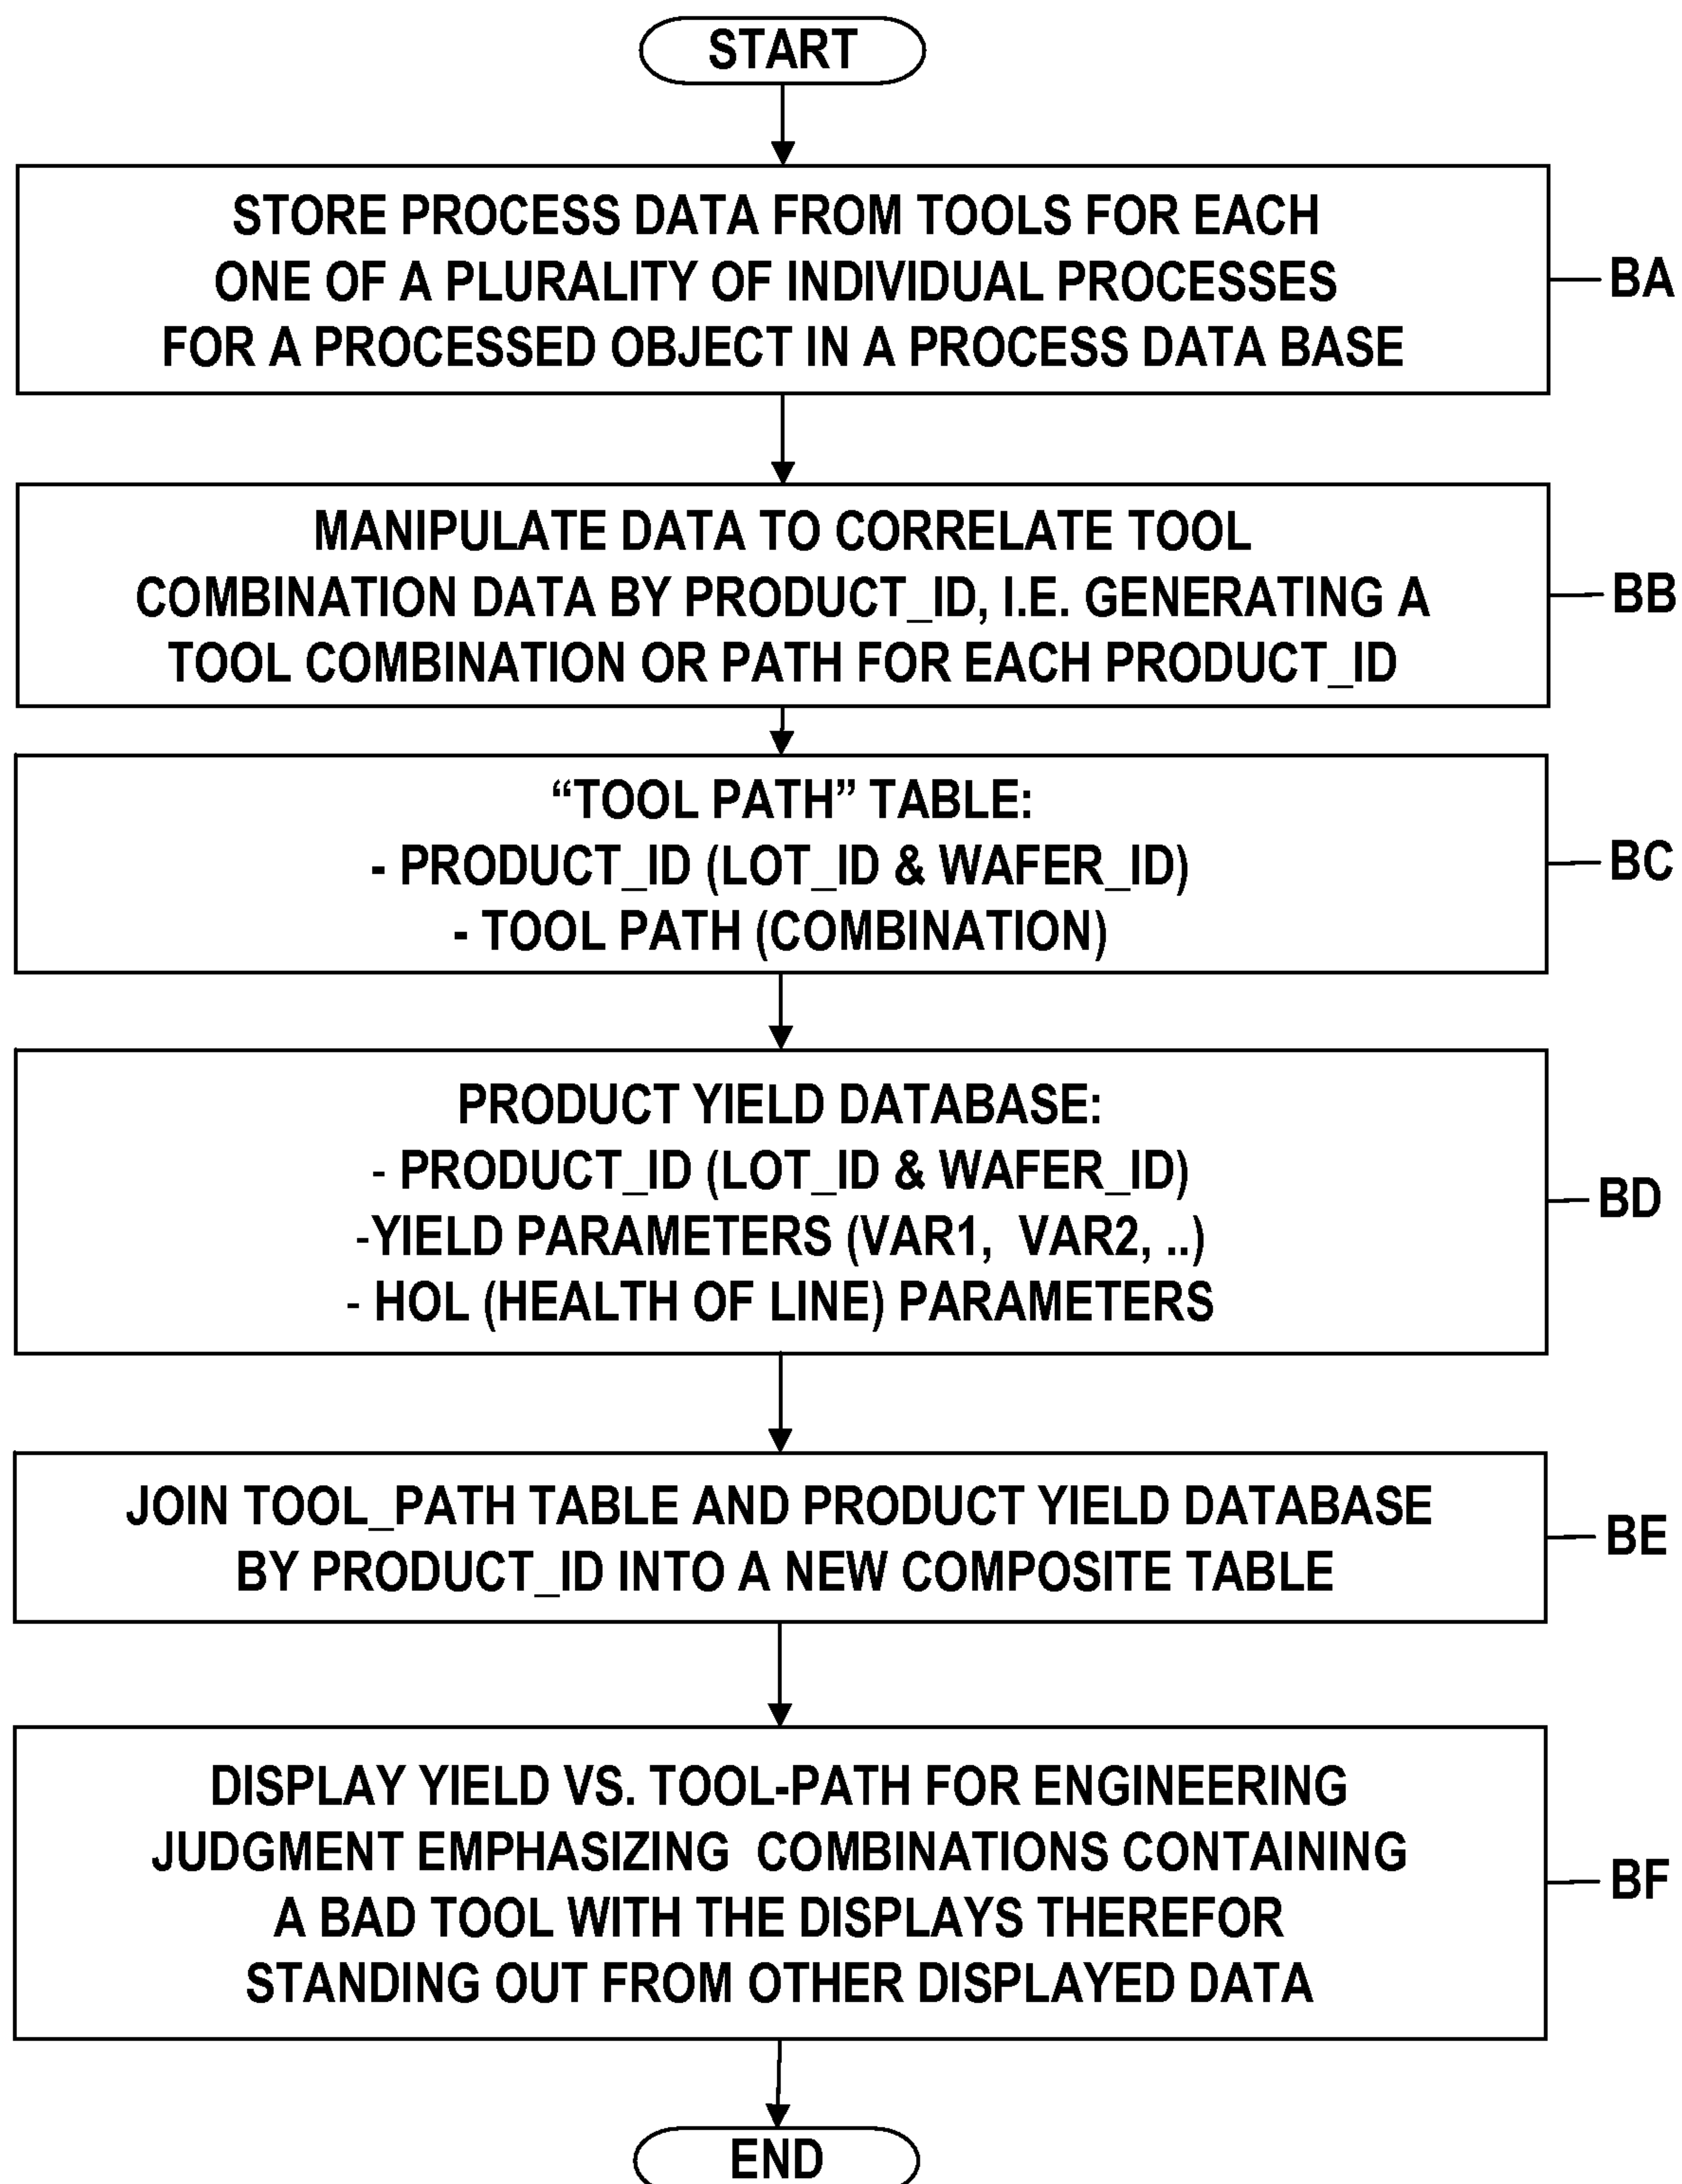 START
STORE PROCESS DATA FROM TOOLS FOR EACH
ONE OF A PLURALITY OF INDIVIDUAL PROCESSES
FOR A PROCESSED OBJECT IN A PROCESS DATA BASE
BA
MANIPULATE DATA TO CORRELATE TOOL
COMBINATION DATA BY PRODUCT_ID, I.E. GENERATING A
TOOL COMBINATION OR PATH FOR EACH PRODUCT_ID
BB
“TOOL PATH” TABLE:
- PRODUCT_ID (LOT_ID & WAFER_ID)
- TOOL PATH (COMBINATION)
BC
PRODUCT YIELD DATABASE:
- PRODUCT_ID (LOT_ID & WAFER_ID)
-YIELD PARAMETERS (VAR1, VAR2, ..)
- HOL (HEALTH OF LINE) PARAMETERS
BD
JOIN TOOL_PATH TABLE AND PRODUCT YIELD DATABASE
BY PRODUCT_ID INTO A NEW COMPOSITE TABLE
BE
DISPLAY YIELD VS. TOOL-PATH FOR ENGINEERING
JUDGMENT EMPHASIZING COMBINATIONS CONTAINING
A BAD TOOL WITH THE DISPLAYS THEREFOR
STANDING OUT FROM OTHER DISPLAYED DATA
BF
END